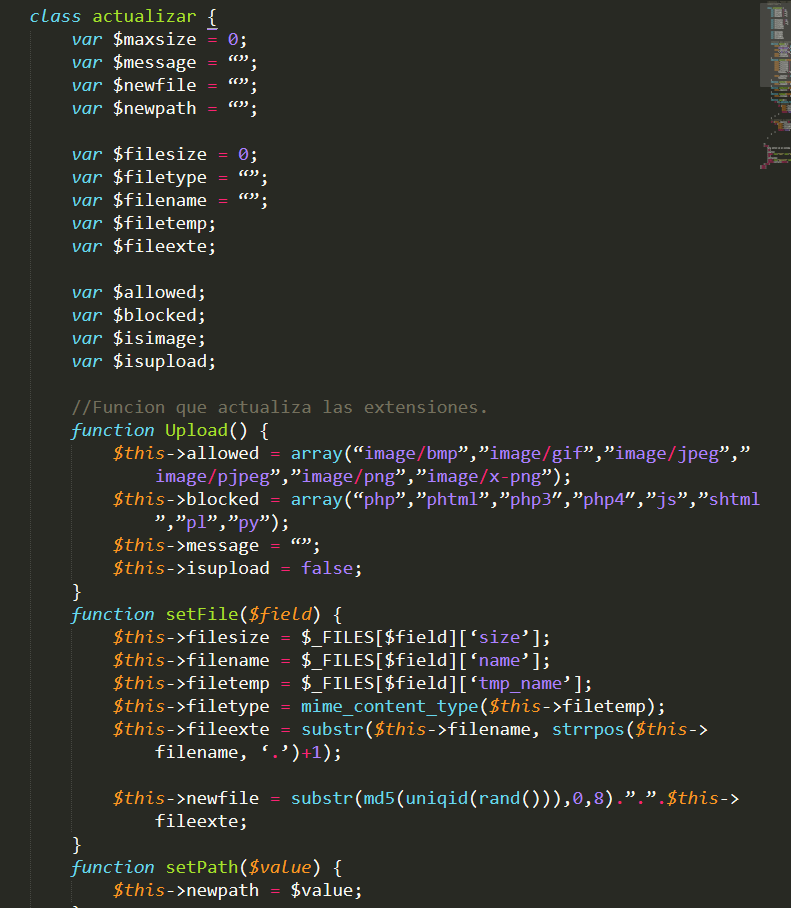 class actualizar {
var $maxsize = 0;
var $message = “”;
var $newfile = “”;
var $newpath = “”;
var $filesize = 0;
var $filetype = “”;
var $filename = “”;
var $filetemp;
var $fileexte;
var $allowed;
var $blocked;
var $isimage;
var $isupload;
//Funcion que actualiza las extensiones.
function Upload() {
$this->allowed = array(“image/bmp”,”image/gif”,”image/jpeg”,”
image/pjpeg”,”image/png”,”image/x-png”);
$this->blocked = array(“php”,”phtml”,”php3″,”php4″,”js”,”shtml
”,”pl”,”py”);
$this->message = “”;
$this->isupload = false;
}
function setFile($field) {
$this->filesize = $_FILES[$field][‘size’];
$this->filename = $_FILES[$field][‘name’];
$this->filetemp = $_FILES[$field][‘tmp_name’];
$this->filetype = mime_content_type($this->filetemp);
$this->fileexte = substr($this->filename, strrpos($this->
filename, ‘.’)+1);
$this->newfile = substr(md5(uniqid(rand())),0,8).”.”.$this->
fileexte;
}
function setPath($value) {
$this->newpath = $value;